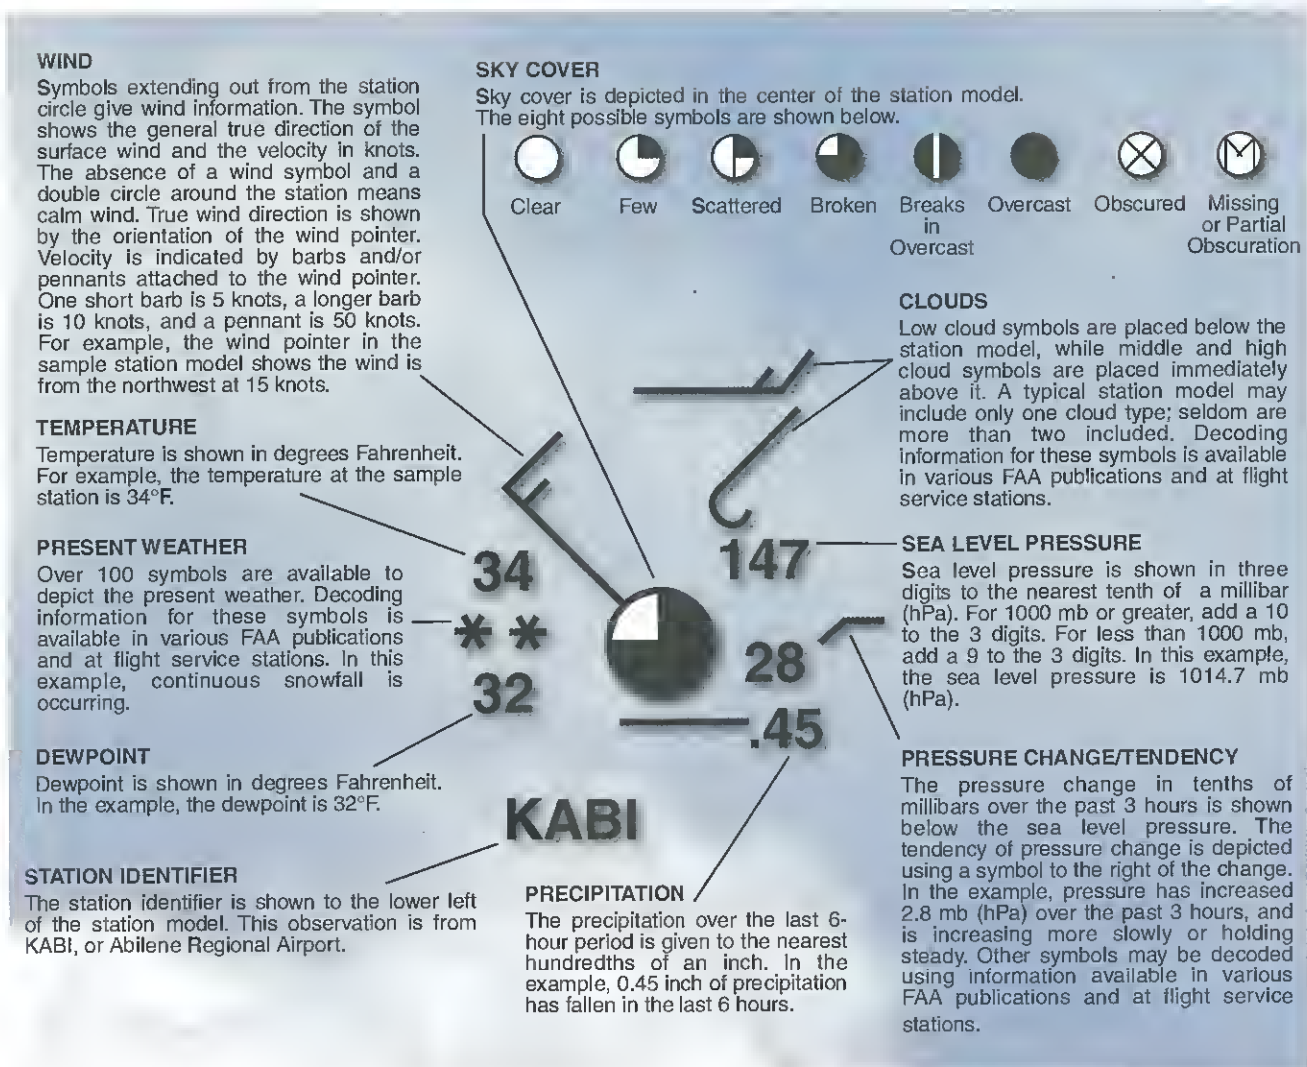 WIND
Symbols extending out from the station
circle give wind information. The symbol
shows the general true direction of the
surface wind and the velocity in knots.
The absence of a wind symbol and a
double circle around the station means
calm wind. True wind direction is shown
by the orientation of the wind pointer.
Velocity is indicated by barbs and/or
pennants attached to the wind pointer.
One short barb is 5 knots, a longer barb
is 10 knots, and a pennant is 50 knots.
For example, the wind pointer in the
sample station model shows the wind is
from the northwest at 15 knots.
TEMPERATURE
Temperature is shown in degrees Fahrenheit.
For example, the temperature at the sample
station is 34°F.
PRESENT WEATHER
Over 100 symbols are available to
depict the present weather. Decoding
information for these symbols is
available in various FAA publications
and at flight service stations. In this
example, continuous snowfall is
occurring.
DEWPOINT
Dewpoint is shown in degrees Fahrenheit.
In the example, the dewpoint is 32°F.
STATION IDENTIFIER
The station identifier is shown to the lower left
of the station model. This observation is from
KABI, or Abilene Regional Airport.
SKY COVER
Sky cover is depicted in the center of the station model.
The eight possible symbols are shown below.
Clear Few Scattered Broken Breaks in Overcast Overcast Obscured Missing or Partial Obscuration
34
32
147
28
.45
KABI
PRECIPITATION
The precipitation over the last 6-
hour period is given to the nearest
hundredths of an inch. In the
example, 0.45 inch of precipitation
has fallen in the last 6 hours.
CLOUDS
Low cloud symbols are placed below the
station model, while middle and high
cloud symbols are placed immediately
above it. A typical station model may
include only one cloud type; seldom are
more than two included. Decoding
information for these symbols is available
in various FAA publications and at flight
service stations.
SEA LEVEL PRESSURE
Sea level pressure is shown in three
digits to the nearest tenth of a millibar
(hPa). For 1000 mb or greater, add a 10
to the 3 digits. For less than 1000 mb,
add a 9 to the 3 digits. In this example,
the sea level pressure is 1014.7 mb
(hPa).
PRESSURE CHANGE/TENDENCY
The pressure change in tenths of
millibars over the past 3 hours is shown
below the sea level pressure. The
tendency of pressure change is depicted
using a symbol to the right of the change.
In the example, pressure has increased
2.8 mb (hPa) over the past 3 hours, and
is increasing more slowly or holding
steady. Other symbols may be decoded
using information available in various
FAA publications and at flight service
stations.